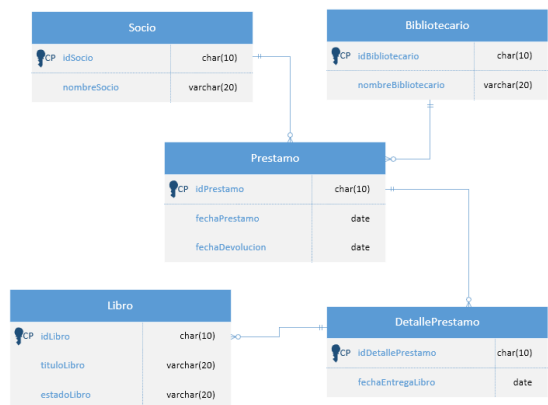 Socio
CP idSocio char(10)
nombreSocio varchar(20)
Bibliotecario
CP idBibliotecario char(10)
nombreBibliotecario varchar(20)
Prestamo
CP idPrestamo char(10)
fechaPrestamo date
fechaDevolucion date
Libro
CP idLibro char(10)
tituloLibro varchar(20)
estadoLibro varchar(20)
DetallePrestamo
CP idDetallePrestamo char(10)
fechaEntregaLibro date